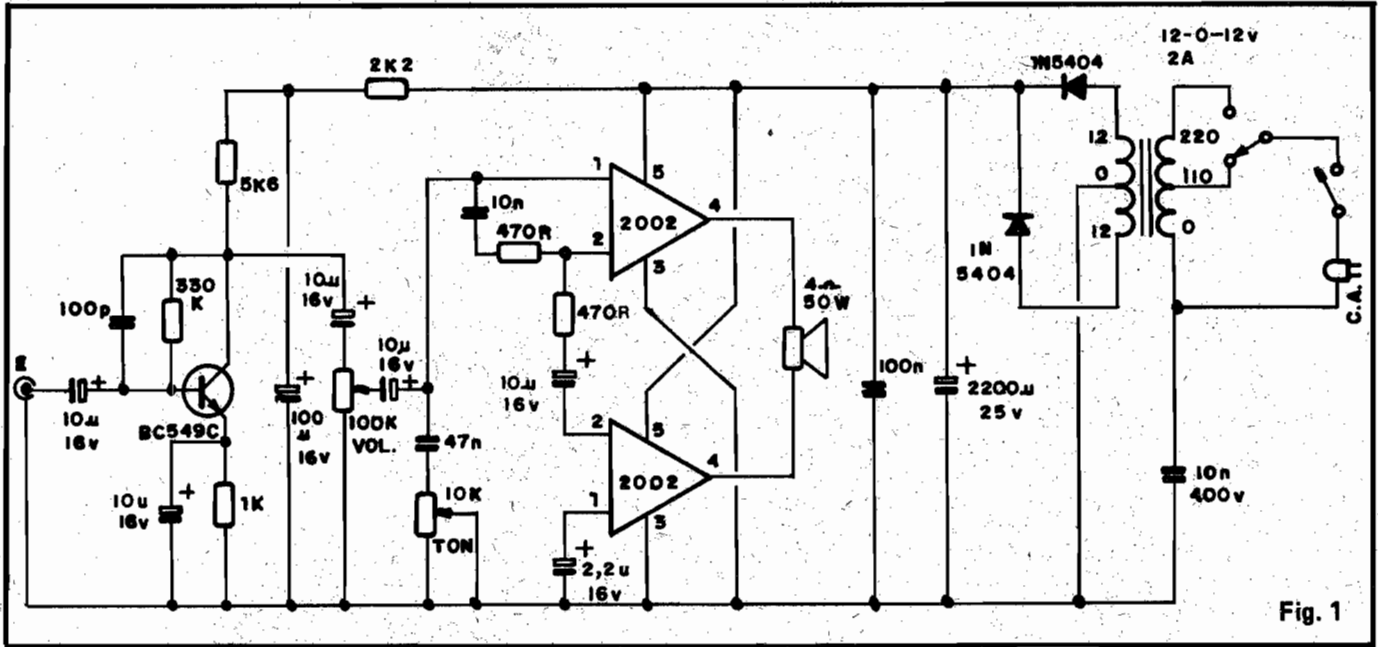 12-0-12v
2A
1N5404
2K2
5K6
12
0
12
220
110
0
1
5
10n
4
470R
2
2002
3
1N
5404
330
K
100p
10µ
16v
+
470R
4Ω
50W
C.A.
E
10µ
16v
+
+
10µ
16v
+
10µ
16v
+
100n
+
2200µ
25v
BC549C
+
100
µ
16v
100K
VOL.
47n
2
5
2002
4
10n
400v
10u
16v
+
1K
10K
TON.
1
3
+
2,2u
16v
Fig. 1